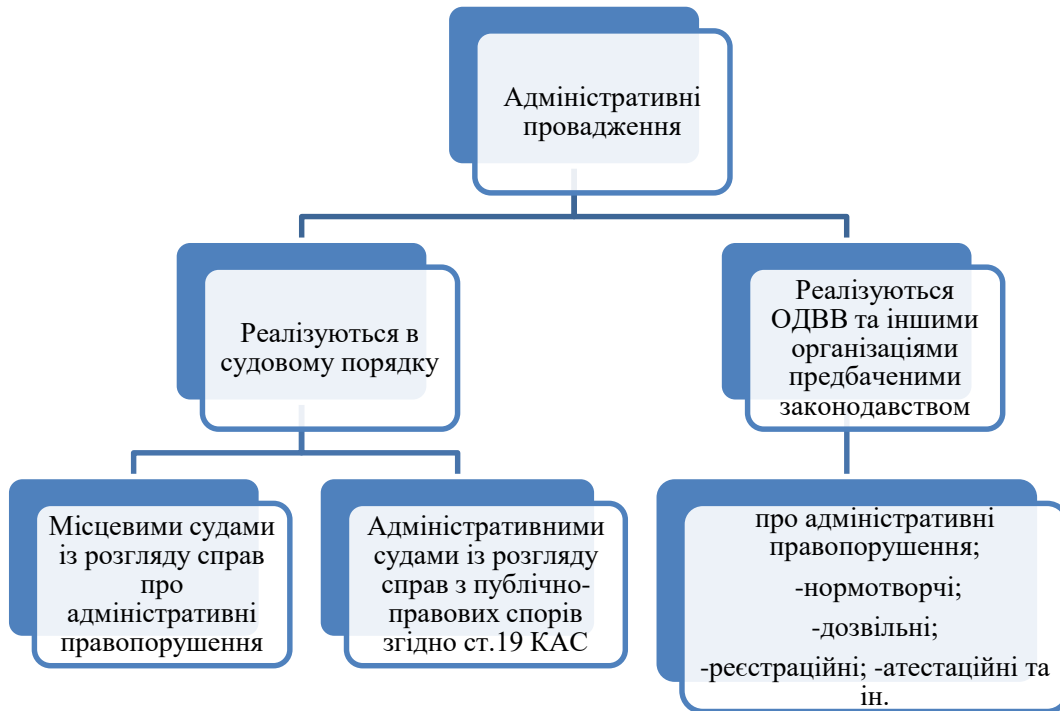 Адміністративні
провадження
Реалізуються в
судовому порядку
Реалізуються
ОДВВ та іншими
організаціями
предбаченими
законодавством
Місцевими судами
із розгляду справ
про
адміністративні
правопорушення
Адміністративними
судами із розгляду
справ з публічно-
правових спорів
згідно ст.19 КАС
про адміністративні
правопорушення;
-нормотворчі;
-дозвільні;
-реєстраційні; -атестаційні та
ін.